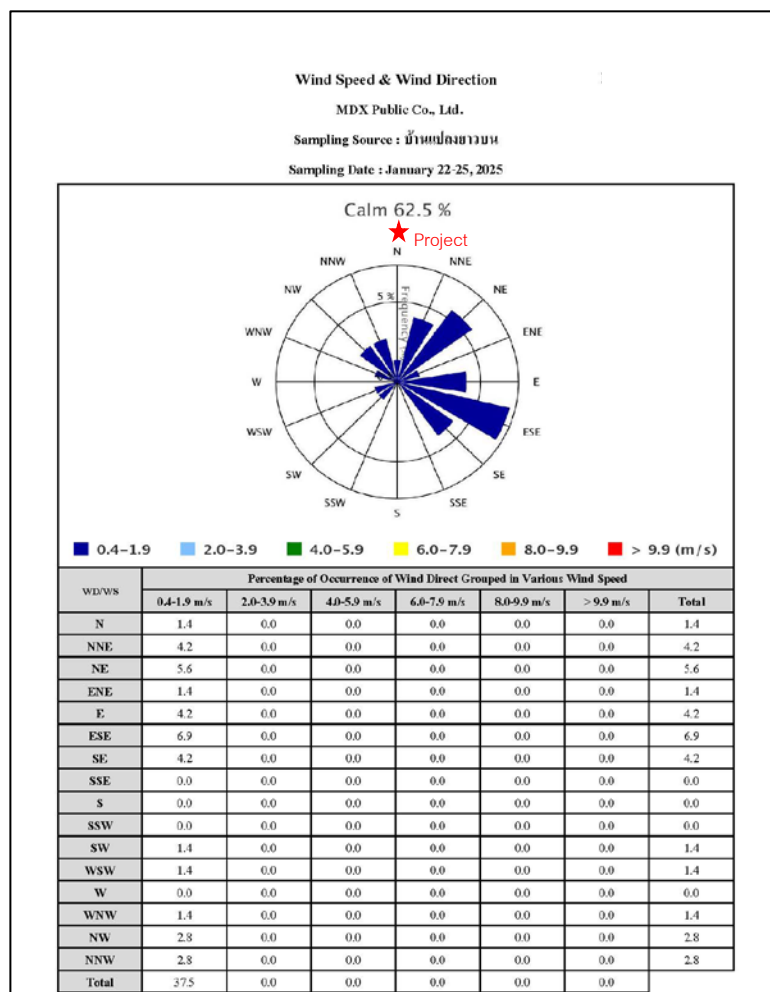 Wind Speed & Wind Direction
MDX Public Co., Ltd.
Sampling Source : บ้านแปลงยาวบน
Sampling Date : January 22-25, 2025
Calm 62.5 %
Project
N
NNW
NNE
NW
NE
5 %
Frequency
WNW
ENE
W
E
WSW
ESE
SW
SE
SSW
SSE
S
0.4-1.9 2.0-3.9 4.0-5.9 6.0-7.9 8.0-9.9 > 9.9 (m/s)
WD/WS Percentage of Occurrence of Wind Direct Grouped in Various Wind Speed
0.4-1.9 m/s 2.0-3.9 m/s 4.0-5.9 m/s 6.0-7.9 m/s 8.0-9.9 m/s > 9.9 m/s Total
N 1.4 0.0 0.0 0.0 0.0 0.0 1.4
NNE 4.2 0.0 0.0 0.0 0.0 0.0 4.2
NE 5.6 0.0 0.0 0.0 0.0 0.0 5.6
ENE 1.4 0.0 0.0 0.0 0.0 0.0 1.4
E 4.2 0.0 0.0 0.0 0.0 0.0 4.2
ESE 6.9 0.0 0.0 0.0 0.0 0.0 6.9
SE 4.2 0.0 0.0 0.0 0.0 0.0 4.2
SSE 0.0 0.0 0.0 0.0 0.0 0.0 0.0
S 0.0 0.0 0.0 0.0 0.0 0.0 0.0
SSW 0.0 0.0 0.0 0.0 0.0 0.0 0.0
SW 1.4 0.0 0.0 0.0 0.0 0.0 1.4
WSW 1.4 0.0 0.0 0.0 0.0 0.0 1.4
W 0.0 0.0 0.0 0.0 0.0 0.0 0.0
WNW 1.4 0.0 0.0 0.0 0.0 0.0 1.4
NW 2.8 0.0 0.0 0.0 0.0 0.0 2.8
NNW 2.8 0.0 0.0 0.0 0.0 0.0 2.8
Total 37.5 0.0 0.0 0.0 0.0 0.0